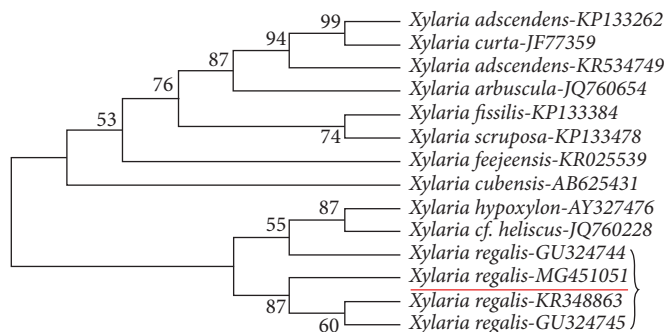 99
Xylaria adscendens-KP133262
94
Xylaria curta-JF77359
87
Xylaria adscendens-KR534749
76
Xylaria arbuscula-JQ760654
53
Xylaria fissilis-KP133384
74
Xylaria scruposa-KP133478
Xylaria feejeensis-KR025539
Xylaria cubensis-AB625431
87
Xylaria hypoxylon-AY327476
55
Xylaria cf. heliscus-JQ760228
Xylaria regalis-GU324744
Xylaria regalis-MG451051
87
Xylaria regalis-KR348863
60
Xylaria regalis-GU324745